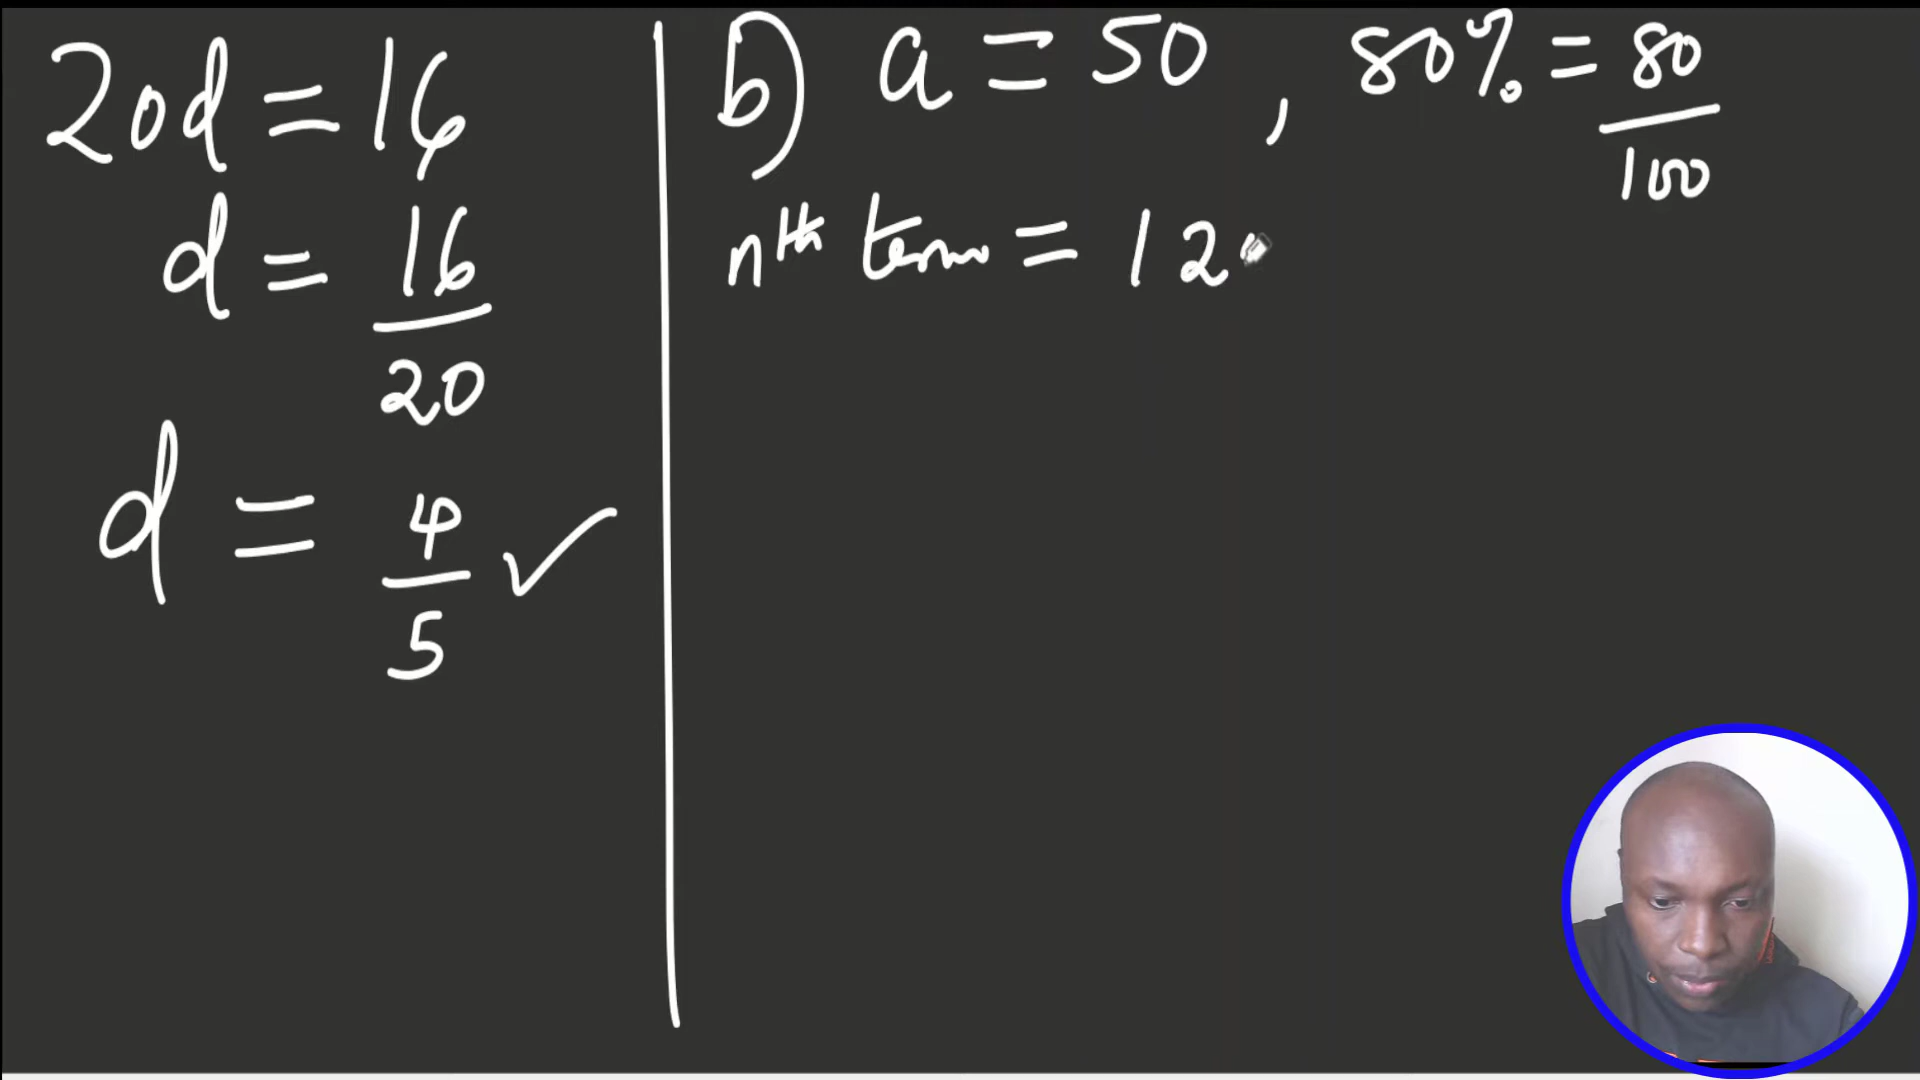 20d = 16
d = 16/20
d = 4/5 ✓
b) a = 50 , 80% = 80/100
nth term = 12